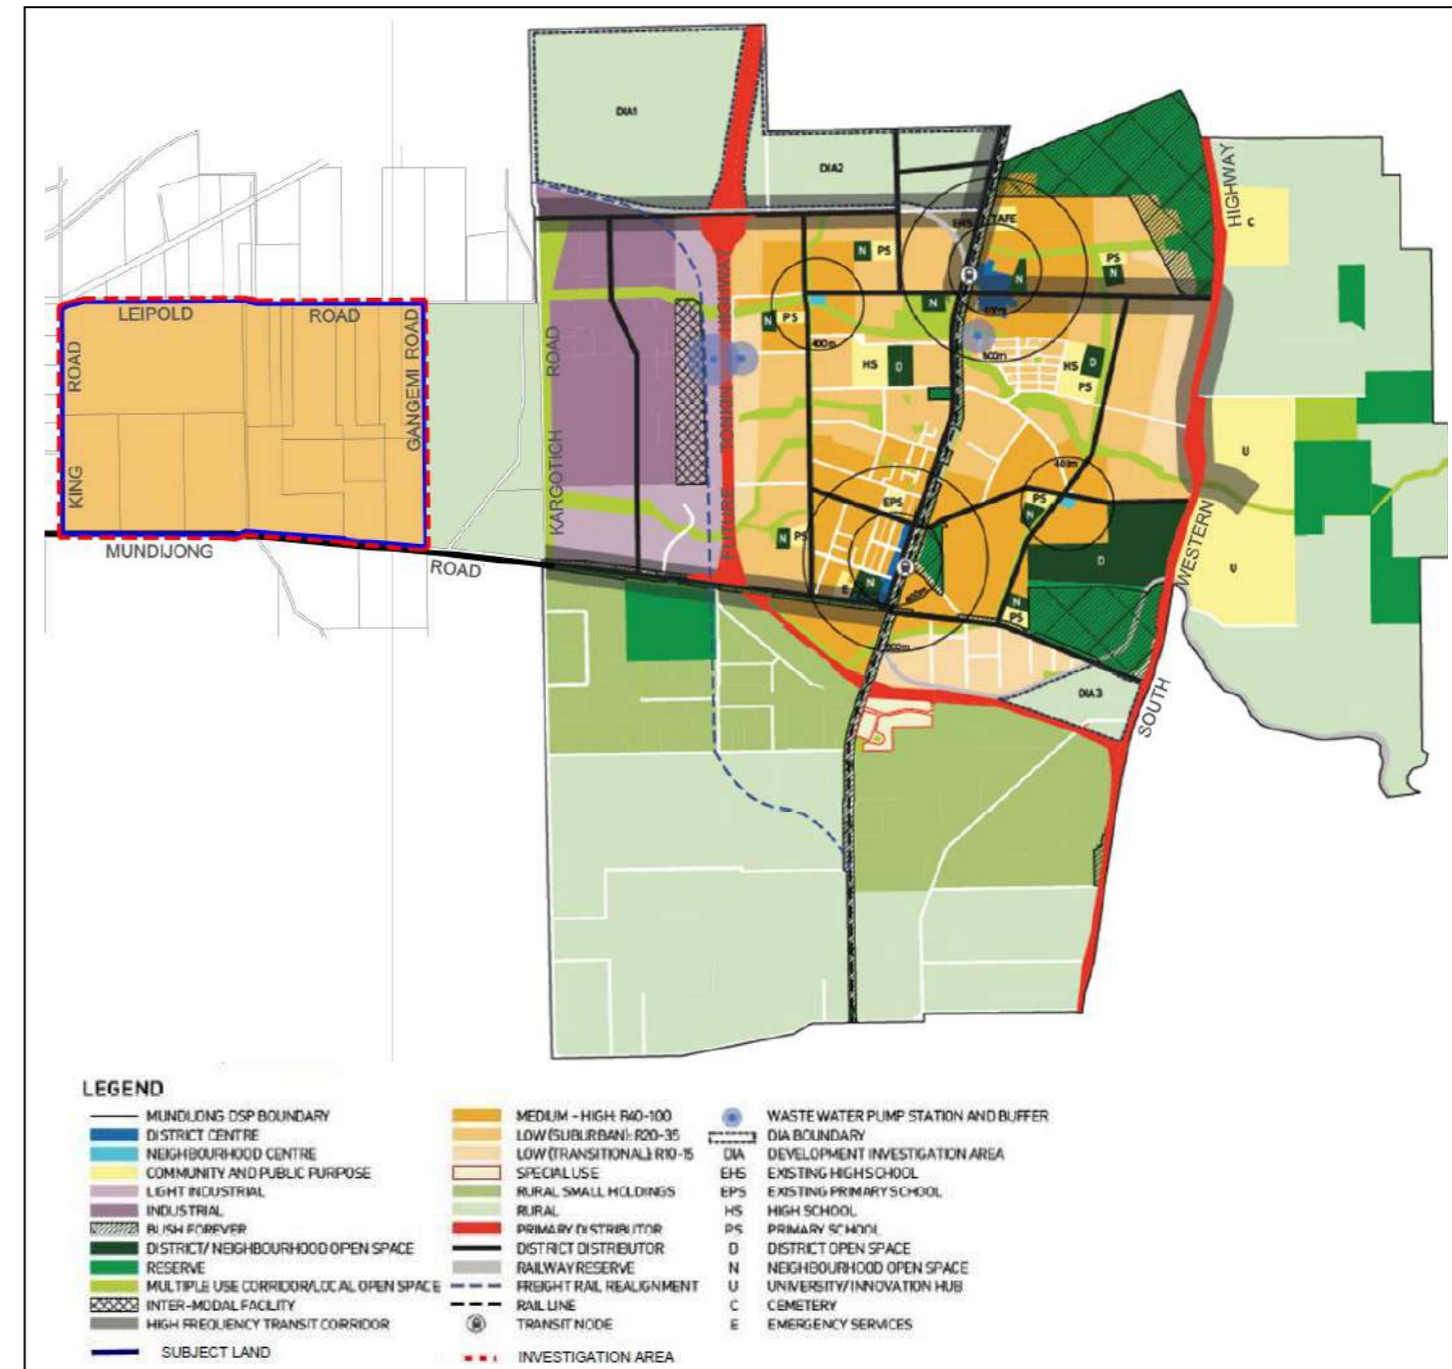 DIA1
DIA2
HIGHWAY
EHS TAFE
C
N PS
PS
N
N
LEIPOLD ROAD
ROAD
GANGEMI ROAD
KING
MUNDIJONG
ROAD
KARGOTICH ROAD
FUTURE TONKIN HIGHWAY
N PS
N
400m
400m
800m
HS D
HS D
PS
U
400m
EPS
PS
N
N PS
D
U
WESTERN
E N
400m
N
PS
800m
DIA 3
SOUTH
LEGEND
MUNDIJONG DSP BOUNDARY
DISTRICT CENTRE
NEIGHBOURHOOD CENTRE
COMMUNITY AND PUBLIC PURPOSE
LIGHT INDUSTRIAL
INDUSTRIAL
BUSH FOREVER
DISTRICT/ NEIGHBOURHOOD OPEN SPACE
RESERVE
MULTIPLE USE CORRIDOR/LOCAL OPEN SPACE
INTER-MODAL FACILITY
HIGH FREQUENCY TRANSIT CORRIDOR
SUBJECT LAND
MEDIUM - HIGH: R40-100
LOW (SUBURBAN): R20-35
LOW (TRANSITIONAL): R10-15
SPECIAL USE
RURAL SMALL HOLDINGS
RURAL
PRIMARY DISTRIBUTOR
DISTRICT DISTRIBUTOR
RAILWAY RESERVE
FREIGHT RAIL REALIGNMENT
RAIL LINE
TRANSIT NODE
INVESTIGATION AREA
WASTE WATER PUMP STATION AND BUFFER
DIA BOUNDARY
DIA DEVELOPMENT INVESTIGATION AREA
EHS EXISTING HIGH SCHOOL
EPS EXISTING PRIMARY SCHOOL
HS HIGH SCHOOL
PS PRIMARY SCHOOL
D DISTRICT OPEN SPACE
N NEIGHBOURHOOD OPEN SPACE
U UNIVERSITY/INNOVATION HUB
C CEMETERY
E EMERGENCY SERVICES